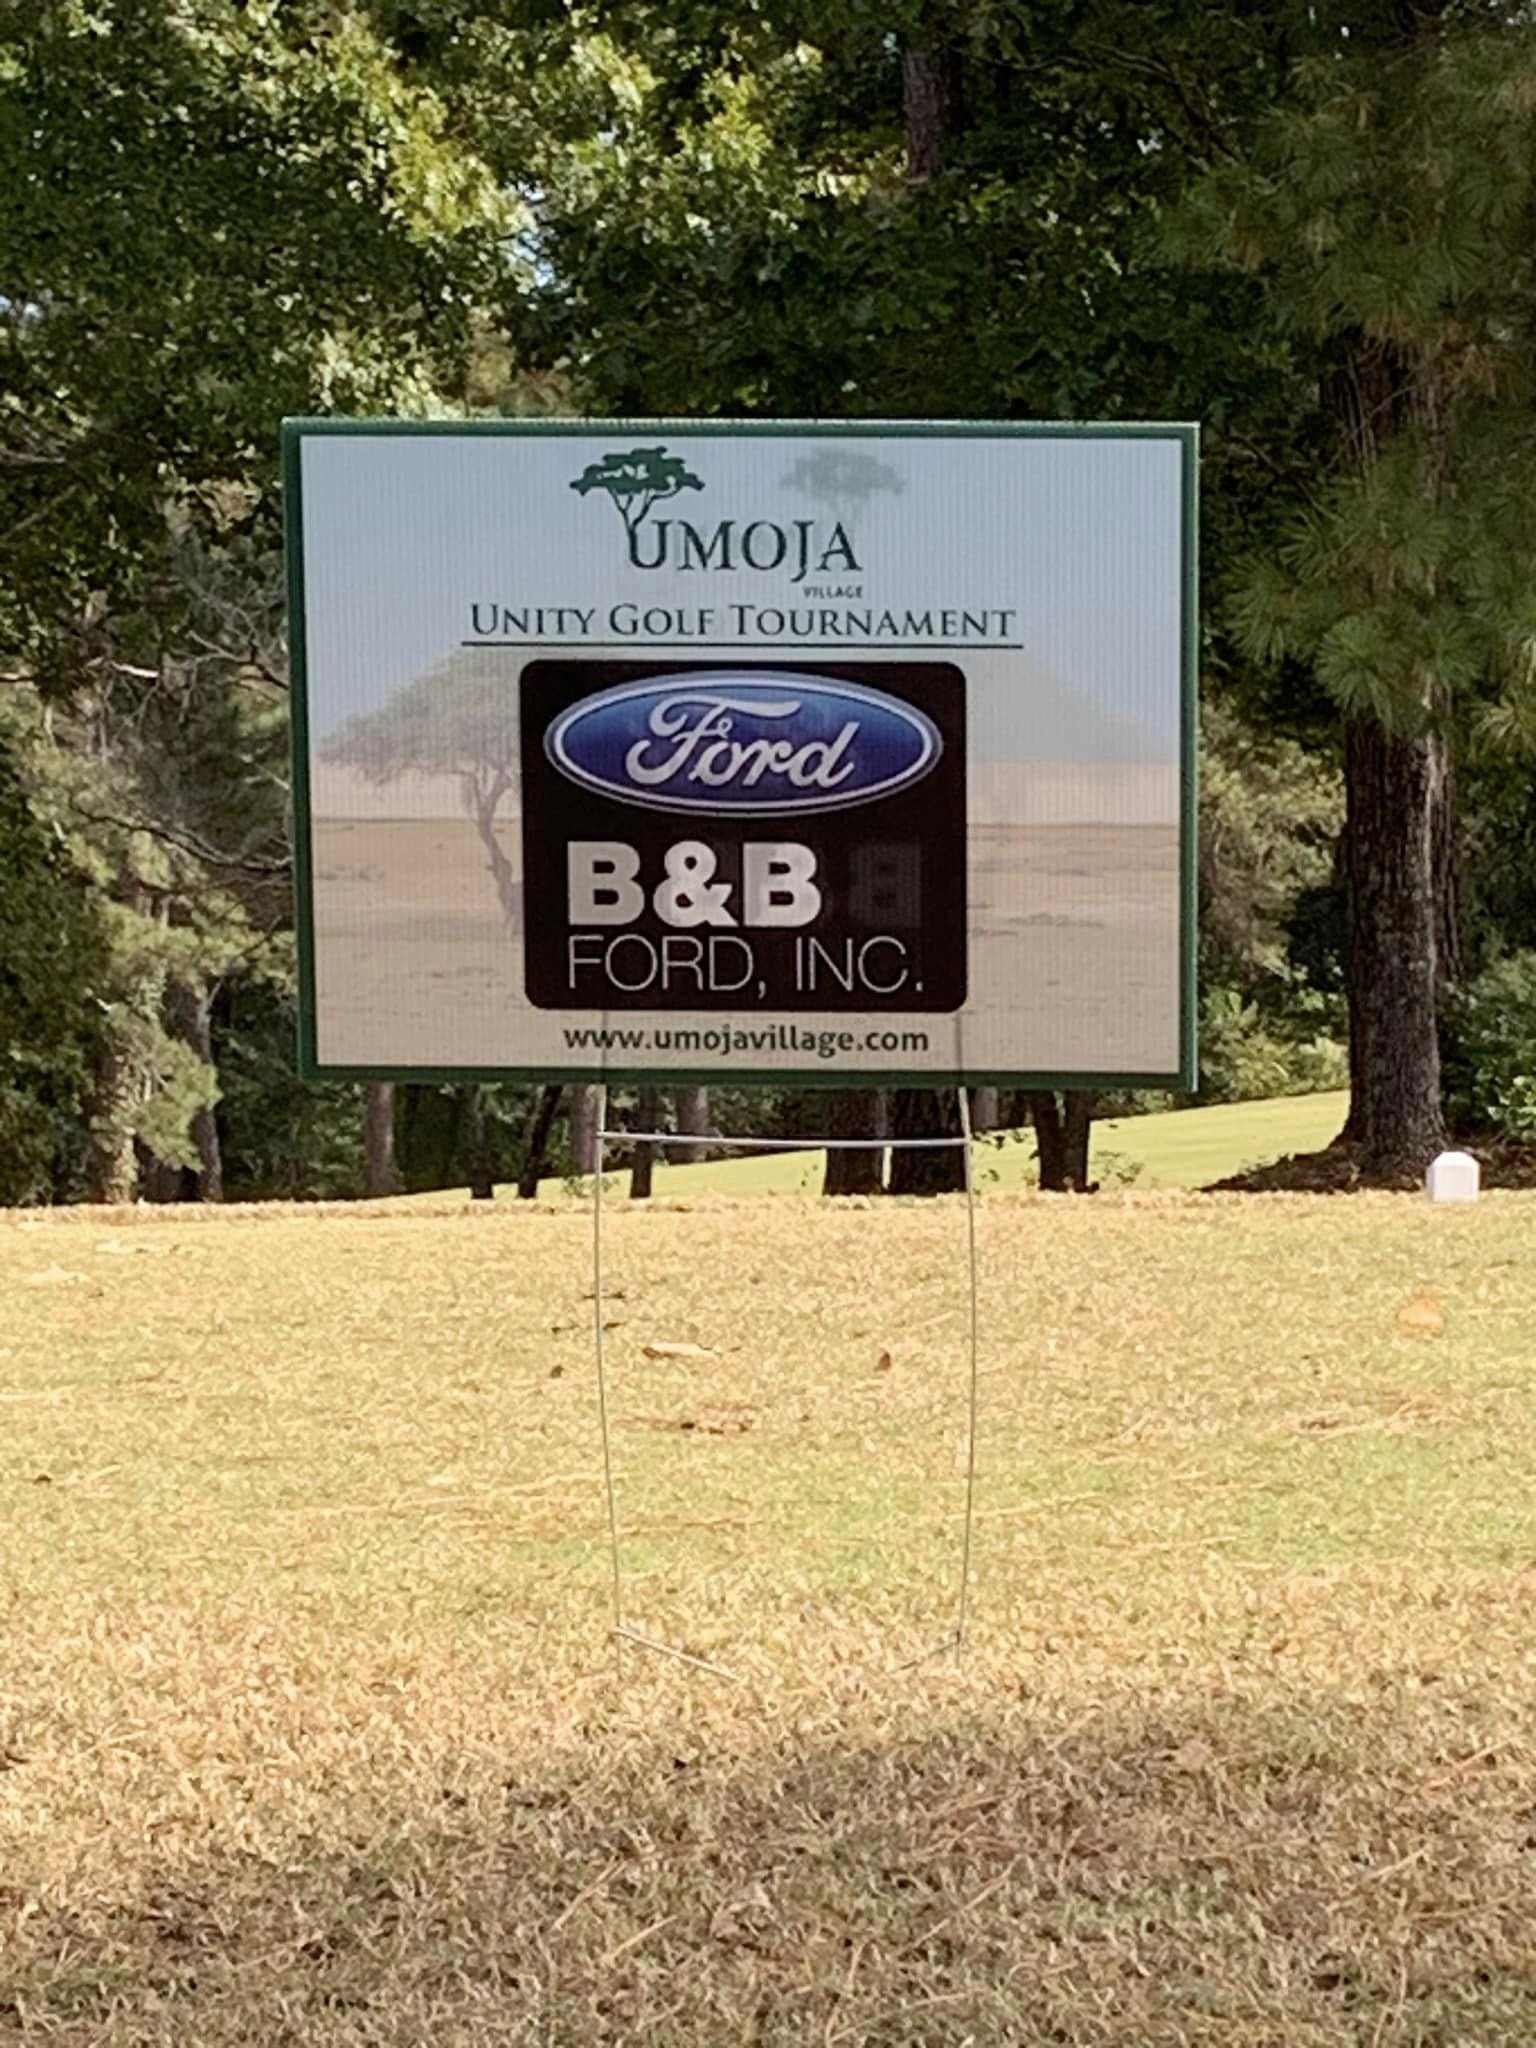 UMOJA
VILLAGE
UNITY GOLF TOURNAMENT
Ford
B&B
FORD, INC.
www.umojavillage.com